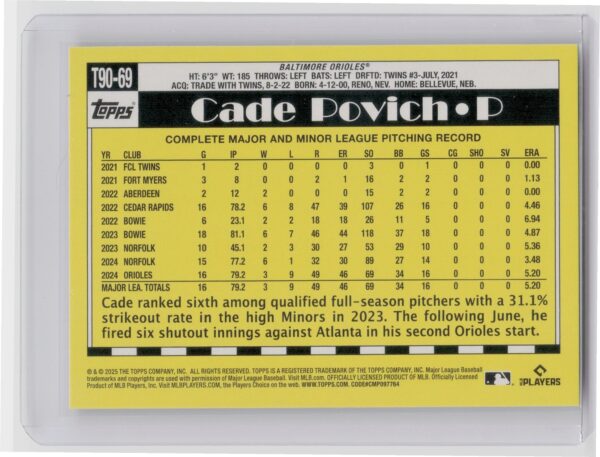 T90-69
BALTIMORE ORIOLES®
HT: 6'3" WT: 185 THROWS: LEFT BATS: LEFT DRFTD: TWINS #3-JULY, 2021
ACQ: TRADE WITH TWINS, 8-2-22 BORN: 4-12-00, RENO, NEV. HOME: BELLEVUE, NEB.
Topps Cade Povich • P
COMPLETE MAJOR AND MINOR LEAGUE PITCHING RECORD
YR CLUB G IP W L R ER SO BB GS CG SHO SV ERA
2021 FCL TWINS 1 2 0 0 0 0 3 0 1 0 0 0 0.00
2021 FORT MYERS 3 8 0 0 2 1 16 2 2 0 0 0 1.13
2022 ABERDEEN 2 12 2 0 0 0 15 2 2 0 0 0 0.00
2022 CEDAR RAPIDS 16 78.2 6 8 47 39 107 26 16 0 0 0 4.46
2022 BOWIE 6 23.1 2 2 18 18 26 11 5 0 0 0 6.94
2023 BOWIE 18 81.1 6 7 46 44 118 37 18 0 0 0 4.87
2023 NORFOLK 10 45.1 2 3 30 27 53 29 10 0 0 0 5.36
2024 NORFOLK 15 77.2 6 1 32 30 95 28 14 0 0 0 3.48
2024 ORIOLES 16 79.2 3 9 49 46 69 34 16 0 0 0 5.20
MAJOR LEA. TOTALS 16 79.2 3 9 49 46 69 34 16 0 0 0 5.20
Cade ranked sixth among qualified full-season pitchers with a 31.1%
strikeout rate in the high Minors in 2023. The following June, he
fired six shutout innings against Atlanta in his second Orioles start.
® & © 2025 THE TOPPS COMPANY, INC. ALL RIGHTS RESERVED. TOPPS IS A REGISTERED TRADEMARK OF THE TOPPS COMPANY, INC. Major League Baseball
trademarks and copyrights are used with permission of Major League Baseball. Visit MLB.com. OFFICIALLY LICENSED PRODUCT OF MLB. Officially Licensed
Product of MLB Players, Inc. Visit MLBPLAYERS.COM, the Players Choice on the web. WWW.TOPPS.COM. CODE#CMP097764
PLAYERS